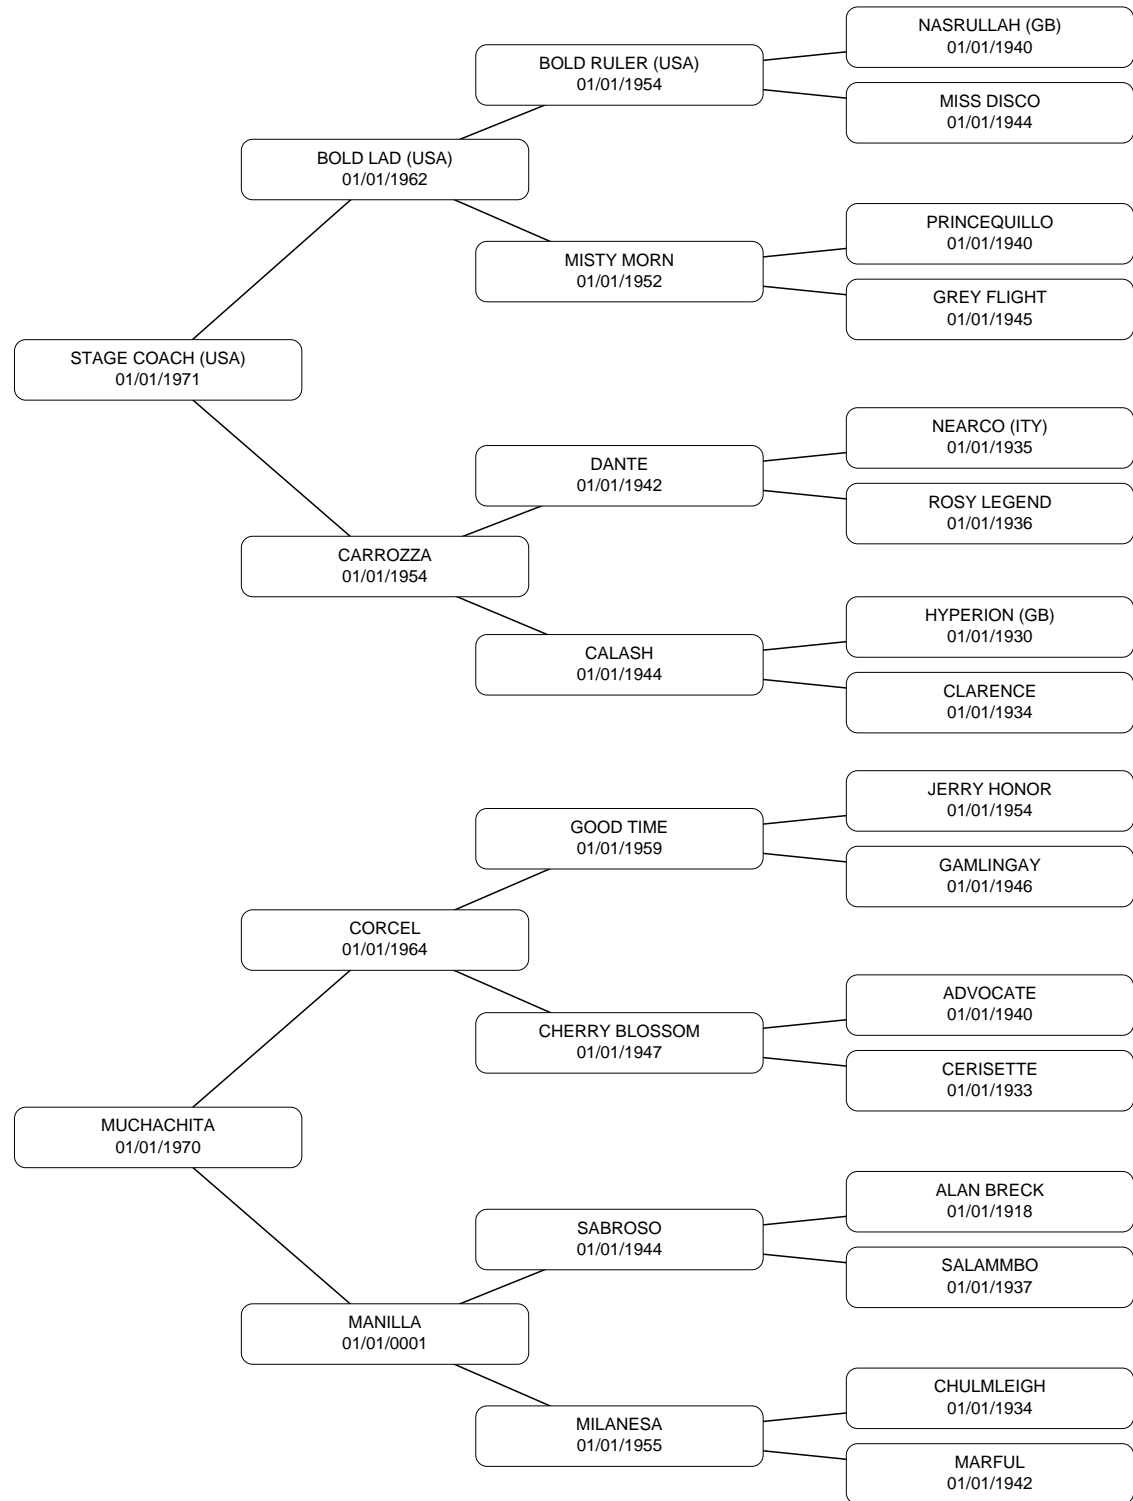 NASRULLAH (GB)
01/01/1940
BOLD RULER (USA)
01/01/1954
MISS DISCO
01/01/1944
BOLD LAD (USA)
01/01/1962
PRINCEQUILLO
01/01/1940
MISTY MORN
01/01/1952
GREY FLIGHT
01/01/1945
STAGE COACH (USA)
01/01/1971
NEARCO (ITY)
01/01/1935
DANTE
01/01/1942
ROSY LEGEND
01/01/1936
CARROZZA
01/01/1954
HYPERION (GB)
01/01/1930
CALASH
01/01/1944
CLARENCE
01/01/1934
JERRY HONOR
01/01/1954
GOOD TIME
01/01/1959
GAMLINGAY
01/01/1946
CORCEL
01/01/1964
ADVOCATE
01/01/1940
CHERRY BLOSSOM
01/01/1947
CERISETTE
01/01/1933
MUCHACHITA
01/01/1970
ALAN BRECK
01/01/1918
SABROSO
01/01/1944
SALAMMBO
01/01/1937
MANILLA
01/01/0001
CHULMLEIGH
01/01/1934
MILANESA
01/01/1955
MARFUL
01/01/1942